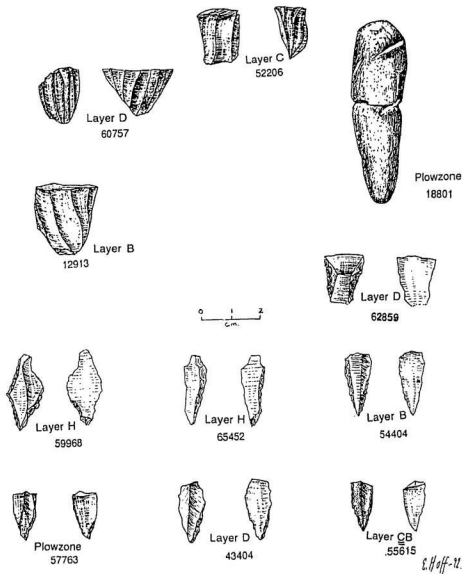 Layer C
52206
Layer D
60757
Plowzone
18801
Layer B
12913
Layer D
62859
0 1 2
cm.
Layer H
59968
Layer H
65452
Layer B
54404
Plowzone
57763
Layer D
43404
Layer CB
55615
E. Hoff-92.